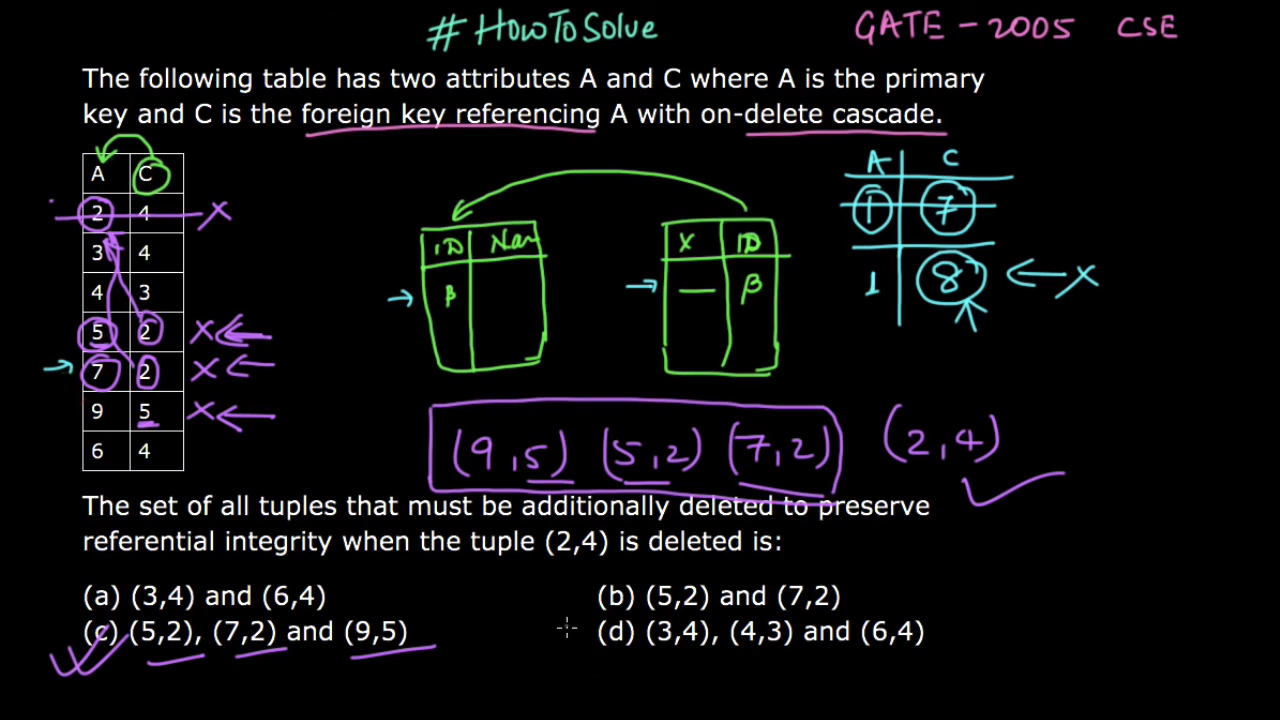 #HowToSolve GATE - 2005 CSE
The following table has two attributes A and C where A is the primary
key and C is the foreign key referencing A with on-delete cascade.
A C
2 4 X
3 4
4 3
5 2 X
7 2 X
9 5 X
6 4
ID Nam
β
X ID
— β
A C
1 7
1 8 X
(9,5) (5,2) (7,2) (2,4)
The set of all tuples that must be additionally deleted to preserve
referential integrity when the tuple (2,4) is deleted is:
(a) (3,4) and (6,4) (b) (5,2) and (7,2)
(c) (5,2), (7,2) and (9,5) (d) (3,4), (4,3) and (6,4)